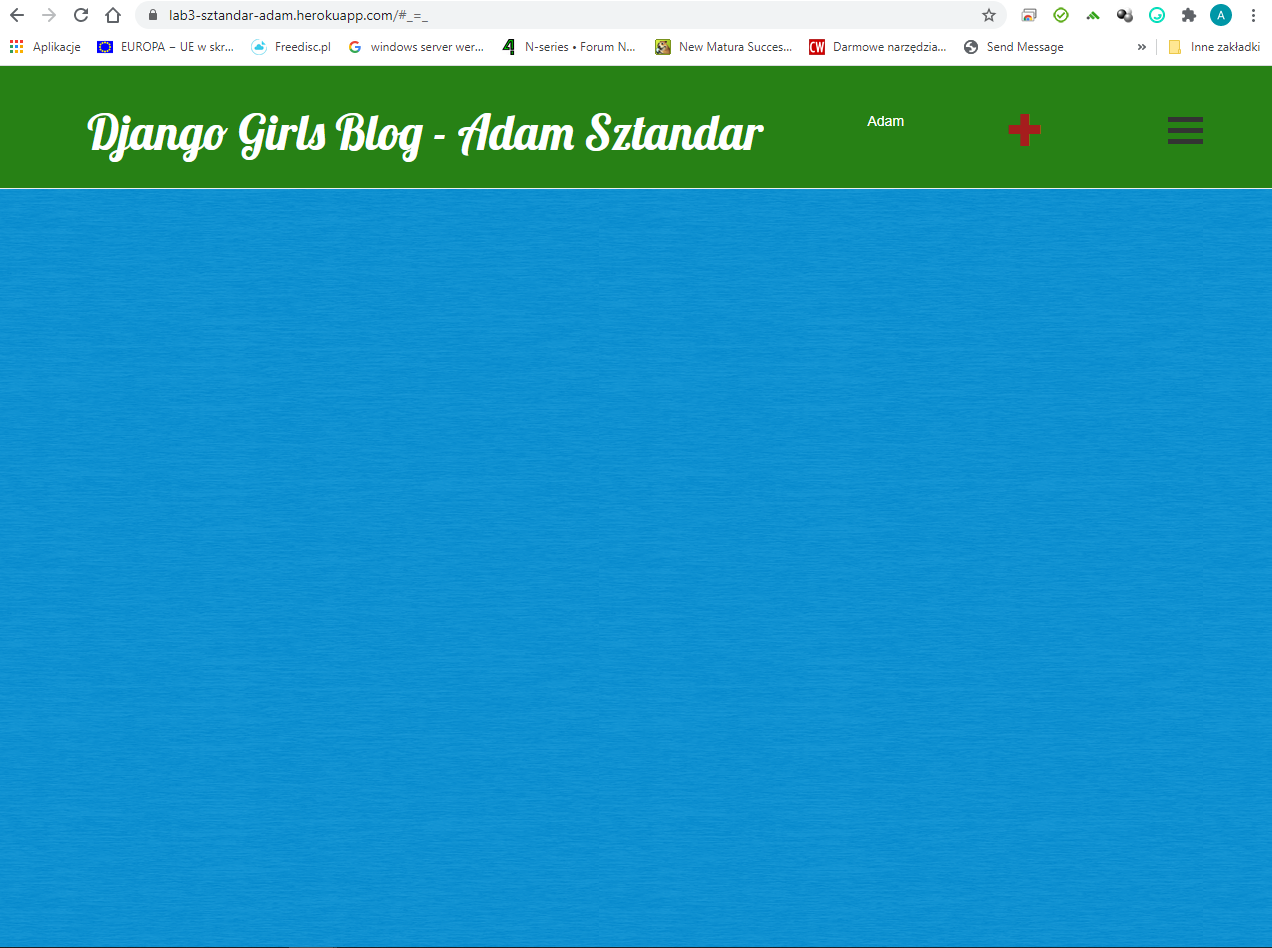 lab3-sztandar-adam.herokuapp.com/#_=_
A
Aplikacje EUROPA – UE w skr... Freedisc.pl windows server wer... N-series • Forum N... New Matura Succes... Darmowe narzędzia... Send Message » Inne zakładki
Django Girls Blog - Adam Sztandar
Adam